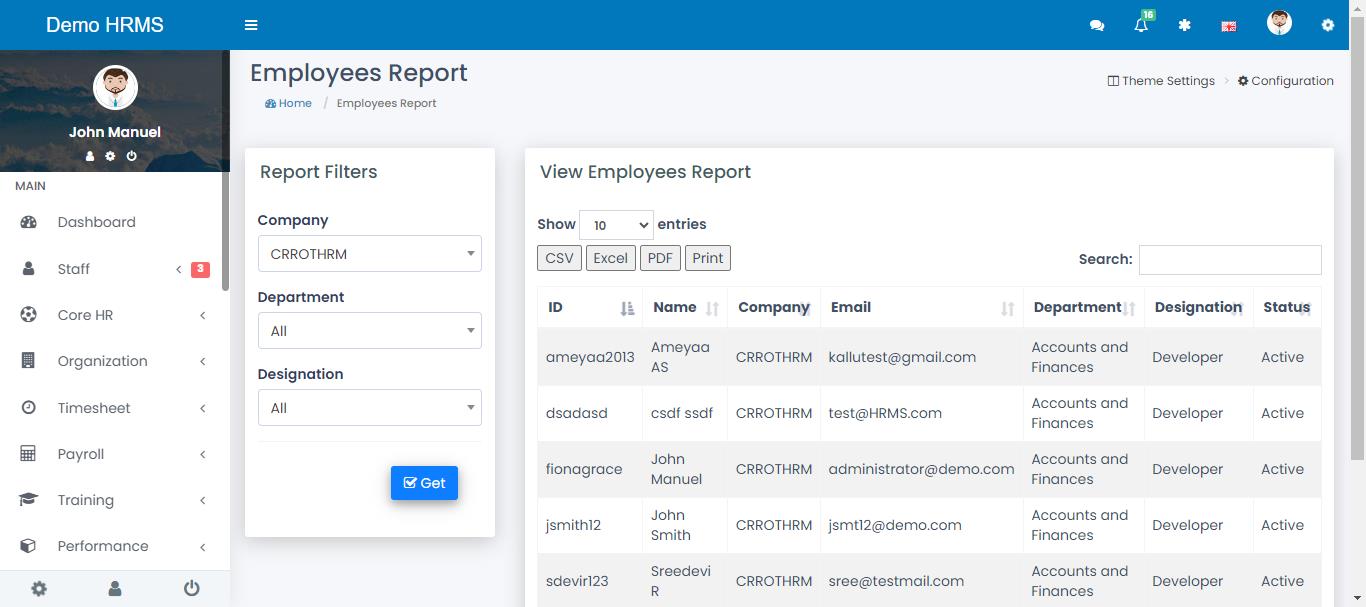 Demo HRMS
16
John Manuel
MAIN
Dashboard
Staff 3
Core HR
Organization
Timesheet
Payroll
Training
Performance
Employees Report
Home / Employees Report
Theme Settings > Configuration
Report Filters
Company
CRROTHRM
Department
All
Designation
All
Get
View Employees Report
Show 10 entries
CSV Excel PDF Print
Search:
ID Name Company Email Department Designation Status
ameyaa2013 Ameyaa AS CRROTHRM kallutest@gmail.com Accounts and Finances Developer Active
dsadasd csdf ssdf CRROTHRM test@HRMS.com Accounts and Finances Developer Active
fionagrace John Manuel CRROTHRM administrator@demo.com Accounts and Finances Developer Active
jsmith12 John Smith CRROTHRM jsmt12@demo.com Accounts and Finances Developer Active
sdevir123 Sreedevi R CRROTHRM sree@testmail.com Accounts and Finances Developer Active